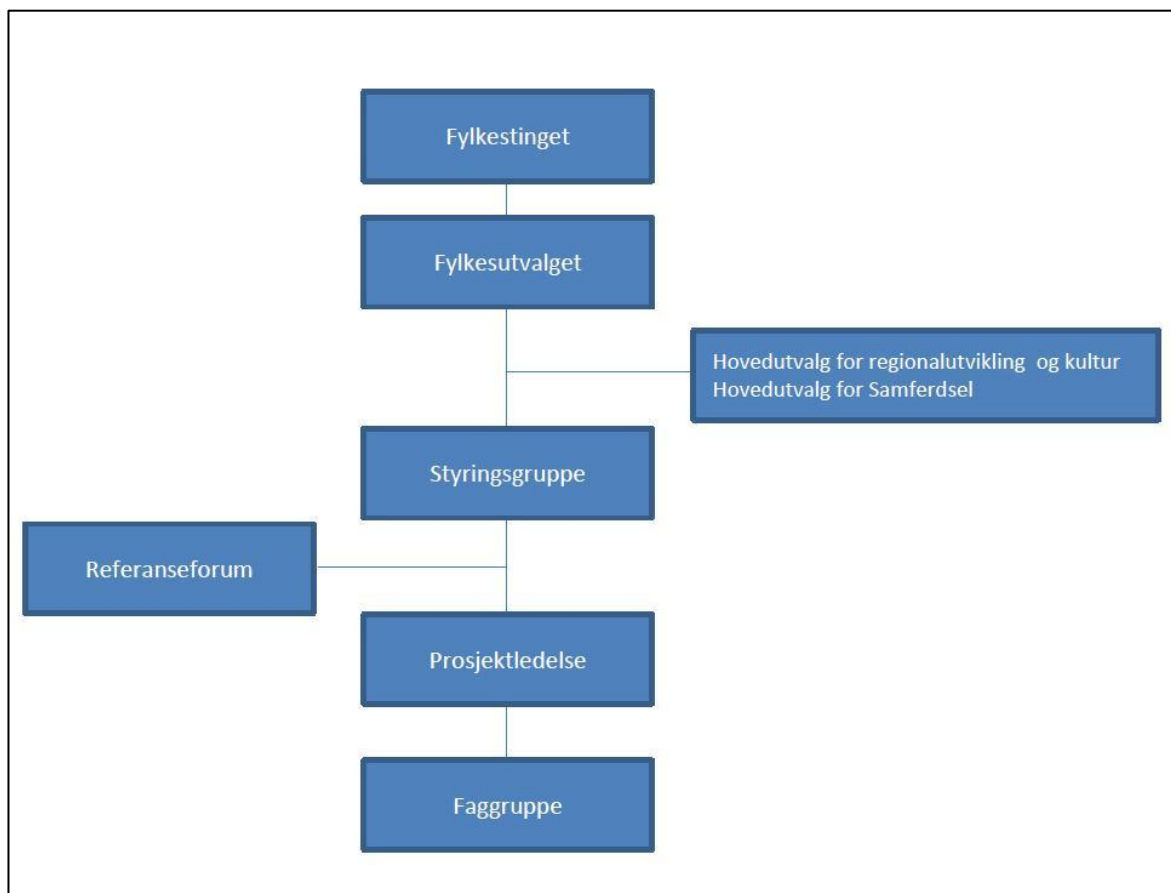 Fylkestinget
Fylkesutvalget
Hovedutvalg for regionalutvikling og kultur
Hovedutvalg for Samferdsel
Styringsgruppe
Referanseforum
Prosjektledelse
Faggruppe